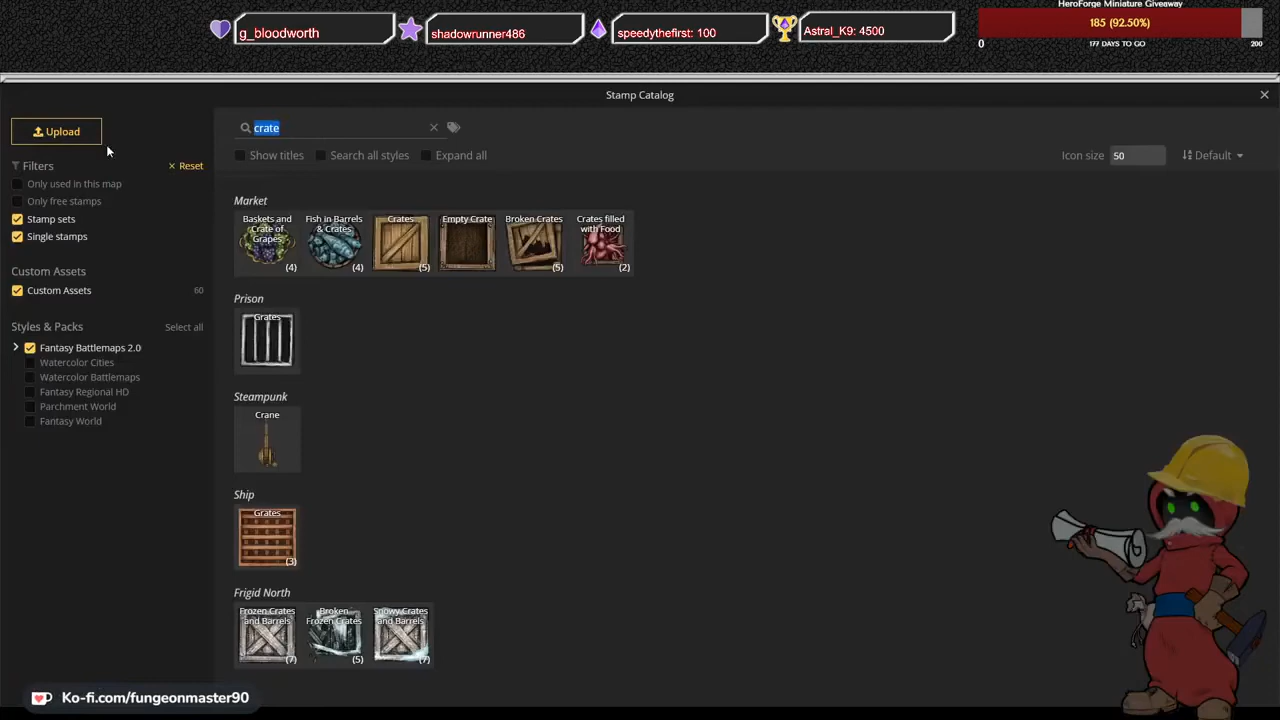 HeroForge Miniature Giveaway
g_bloodworth
shadowrunner486
speedythefirst: 100
Astral_K9: 4500
185 (92.50%)
0
177 DAYS TO GO
200
Stamp Catalog
Upload
crate
Filters
Reset
Show titles
Search all styles
Expand all
Icon size
50
Default
Only used in this map
Only free stamps
Stamp sets
Single stamps
Custom Assets
Custom Assets
60
Styles & Packs
Select all
Fantasy Battlemaps 2.0
Watercolor Cities
Watercolor Battlemaps
Fantasy Regional HD
Parchment World
Fantasy World
Market
Baskets and
Crate of
Grapes
(4)
Fish in Barrels
& Crates
(4)
Crates
(5)
Empty Crate
Broken Crates
(5)
Crates filled
with Food
(2)
Prison
Grates
Steampunk
Crane
Ship
Grates
(3)
Frigid North
Frozen Crates
and Barrels
(7)
Broken
Frozen Crates
(5)
Snowy Crates
and Barrels
(7)
Ko-fi.com/fungeonmaster90